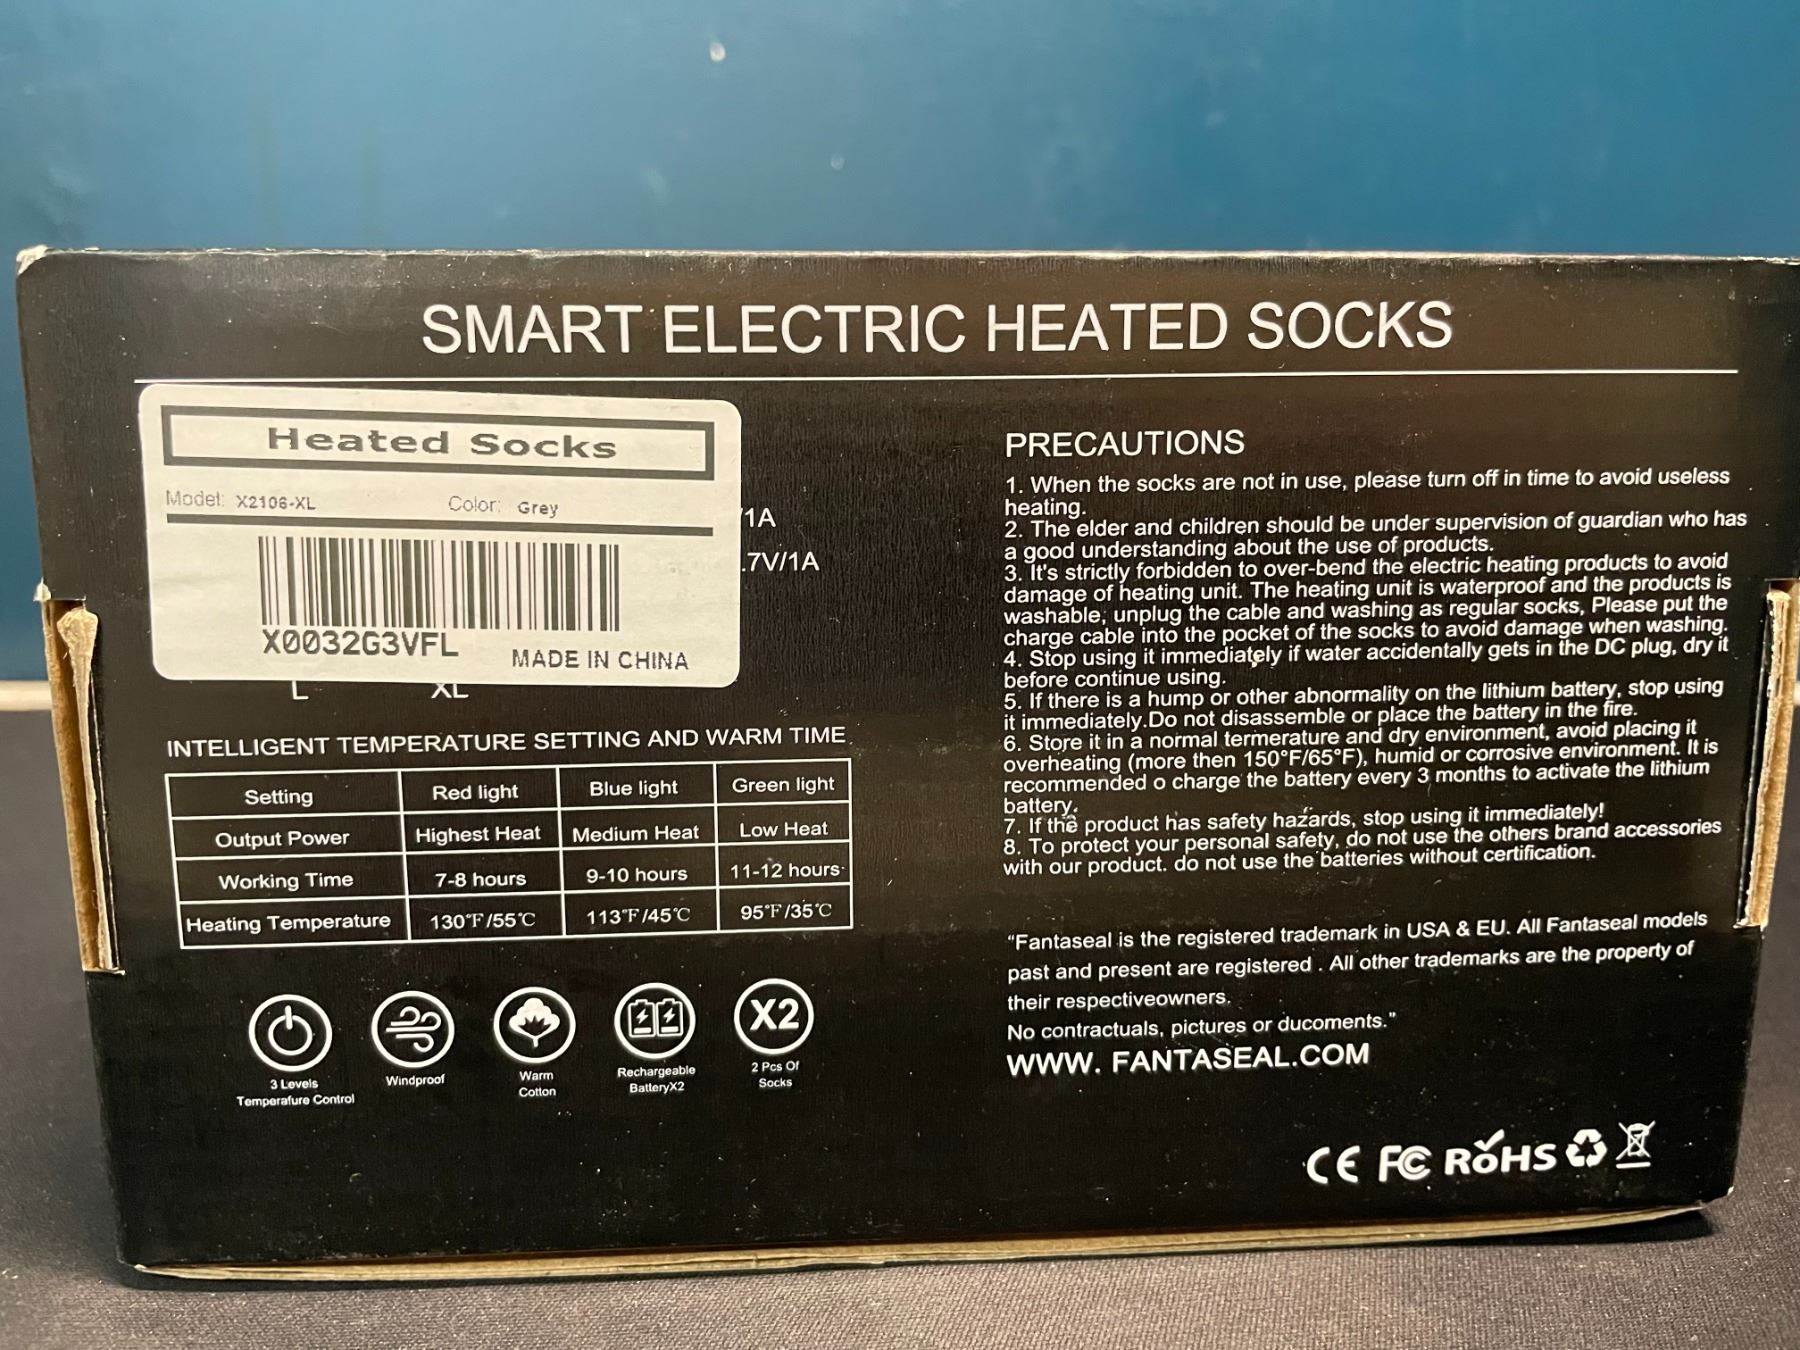 SMART ELECTRIC HEATED SOCKS
Heated Socks
Model: X2106-XL Color: Grey
X0032G3VFL
MADE IN CHINA
/1A
.7V/1A
L XL
INTELLIGENT TEMPERATURE SETTING AND WARM TIME
Setting Red light Blue light Green light
Output Power Highest Heat Medium Heat Low Heat
Working Time 7-8 hours 9-10 hours 11-12 hours
Heating Temperature 130°F/55°C 113°F/45°C 95°F/35°C
3 Levels
Temperature Control
Windproof
Warm
Cotton
Rechargeable
BatteryX2
X2
2 Pcs Of
Socks
PRECAUTIONS
1. When the socks are not in use, please turn off in time to avoid useless
heating.
2. The elder and children should be under supervision of guardian who has
a good understanding about the use of products.
3. It's strictly forbidden to over-bend the electric heating products to avoid
damage of heating unit. The heating unit is waterproof and the products is
washable, unplug the cable and washing as regular socks, Please put the
charge cable into the pocket of the socks to avoid damage when washing.
4. Stop using it immediately if water accidentally gets in the DC plug, dry it
before continue using.
5. If there is a hump or other abnormality on the lithium battery, stop using
it immediately.Do not disassemble or place the battery in the fire.
6. Store it in a normal termerature and dry environment, avoid placing it
overheating (more then 150°F/65°F), humid or corrosive environment. It is
recommended o charge the battery every 3 months to activate the lithium
battery.
7. If the product has safety hazards, stop using it immediately!
8. To protect your personal safety, do not use the others brand accessories
with our product. do not use the batteries without certification.
“Fantaseal is the registered trademark in USA & EU. All Fantaseal models
past and present are registered . All other trademarks are the property of
their respectiveowners.
No contractuals, pictures or ducoments.”
WWW. FANTASEAL.COM
CE FC RoHS